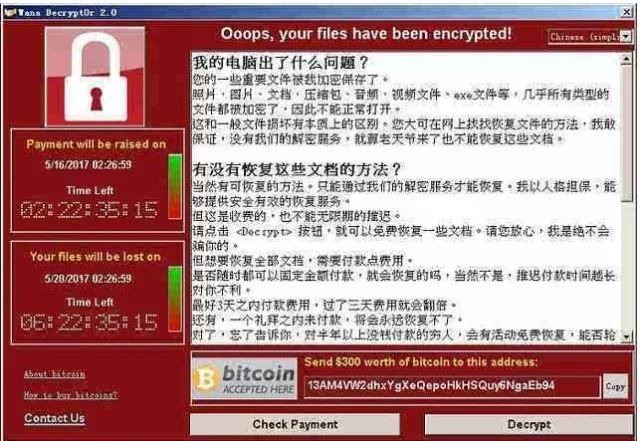 Wana Decrypt0r 2.0
Ooops, your files have been encrypted!
Chinese (simpl
Payment will be raised on
5/16/2017 02:26:59
Time Left
02:22:35:15
Your files will be lost on
5/20/2017 02:26:59
Time Left
06:22:35:15
About bitcoin
How to buy bitcoins?
Contact Us
我的电脑出了什么问题？
您的一些重要文件被我加密保存了。
照片、图片、文档、压缩包、音频、视频文件、exe文件等，几乎所有类型的
文件都被加密了，因此不能正常打开。
这和一般文件损坏有本质上的区别。您大可在网上找找恢复文件的方法，我敢
保证，没有我们的解密服务，就算老天爷来了也不能恢复这些文档。
有没有恢复这些文档的方法？
当然有可恢复的方法。只能通过我们的解密服务才能恢复。我以人格担保，能
够提供安全有效的恢复服务。
但这是收费的，也不能无限期的推迟。
请点击 <Decrypt> 按钮，就可以免费恢复一些文档。请您放心，我是绝不会
骗你的。
但想要恢复全部文档，需要付款点费用。
是否随时都可以固定金额付款，就会恢复的吗，当然不是，推迟付款时间越长
对你不利。
最好3天之内付款费用，过了三天费用就会翻倍。
还有，一个礼拜之内未付款，将会永远恢复不了。
对了，忘了告诉你，对半年以上没钱付款的穷人，会有活动免费恢复，能否轮
bitcoin
ACCEPTED HERE
Send $300 worth of bitcoin to this address:
13AM4VW2dhxYgXeQepoHkHSQuy6NgaEb94
Copy
Check Payment
Decrypt